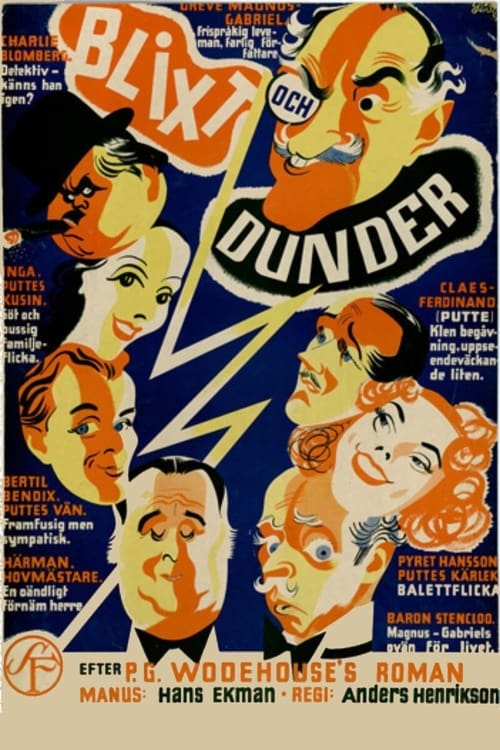 GREVE MAGNUS-
GABRIEL.
Frispråkig leve-
man, farlig för-
fattare
CHARLIE
BLOMBERG.
Detektiv -
känns han
igen?
BLIXT
OCH
DUNDER
INGA.
PUTTES
KUSIN.
Söt och
bussig
familje-
flicka.
CLAES-
FERDINAND
(PUTTE)
Klen begåv-
ning, uppse-
endeväckan-
de liten.
BERTIL
BENDIX.
PUTTES VÄN.
Framfusig men
sympatisk.
HÄRMAN.
HOVMÄSTARE.
En oändligt
förnäm herre
PYRET HANSSON
PUTTES KÄRLEK
BALETTFLICKA
BARON STENCLOO.
Magnus-Gabriels
ovän för livet.
SF
EFTER P.G. WODEHOUSE'S ROMAN
MANUS: HANS EKMAN · REGI: ANDERS HENRIKSON